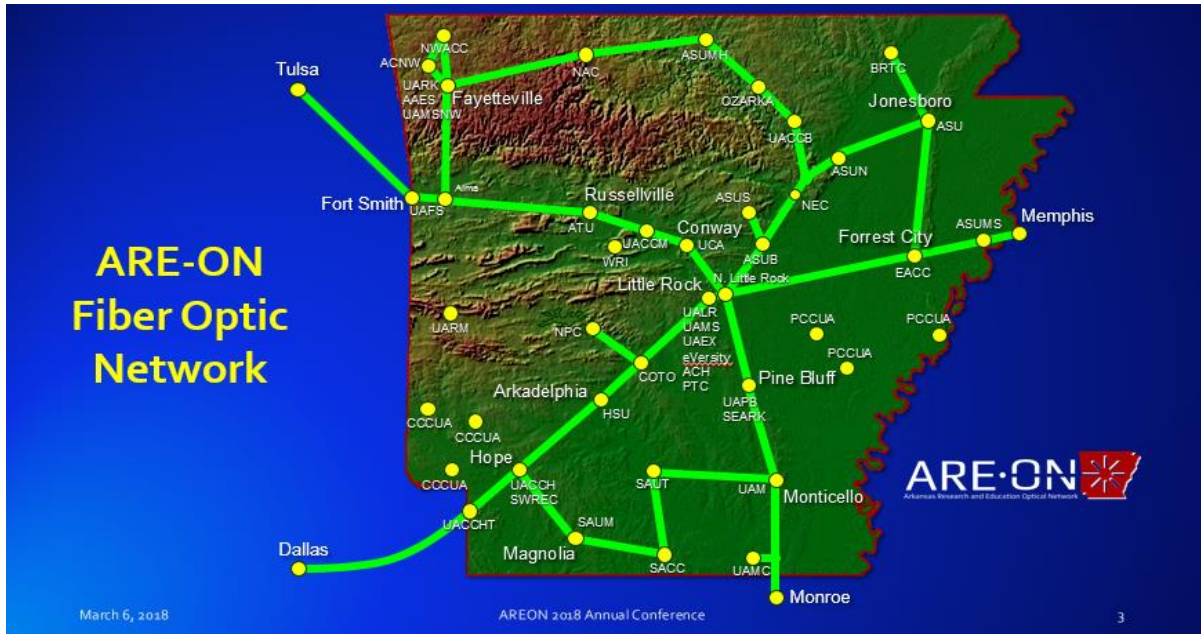 NWACC
ACNW
Tulsa
UARK
AAES
UAMSNW
Fayetteville
NAC
ASUMH
OZARKA
UACCB
BRTC
Jonesboro
ASU
ASUN
NEC
Fort Smith
UAFS
Alma
Russellville
ATU
UACCM
WRI
Conway
UCA
ASUS
ASUB
Forrest City
EACC
ASUMS
Memphis
ARE-ON
Fiber Optic
Network
Little Rock
N. Little Rock
UALR
UAMS
UAEX
eVersity
ACH
PTC
UARM
NPC
COTO
PCCUA
PCCUA
PCCUA
Pine Bluff
UAPB
SEARK
Arkadelphia
HSU
CCCUA
CCCUA
CCCUA
Hope
UACCH
SWREC
UACCHT
SAUT
UAM
Monticello
ARE·ON
Arkansas Research and Education Optical Network
SAUM
Magnolia
SACC
UAMC
Dallas
Monroe
March 6, 2018
AREON 2018 Annual Conference
3